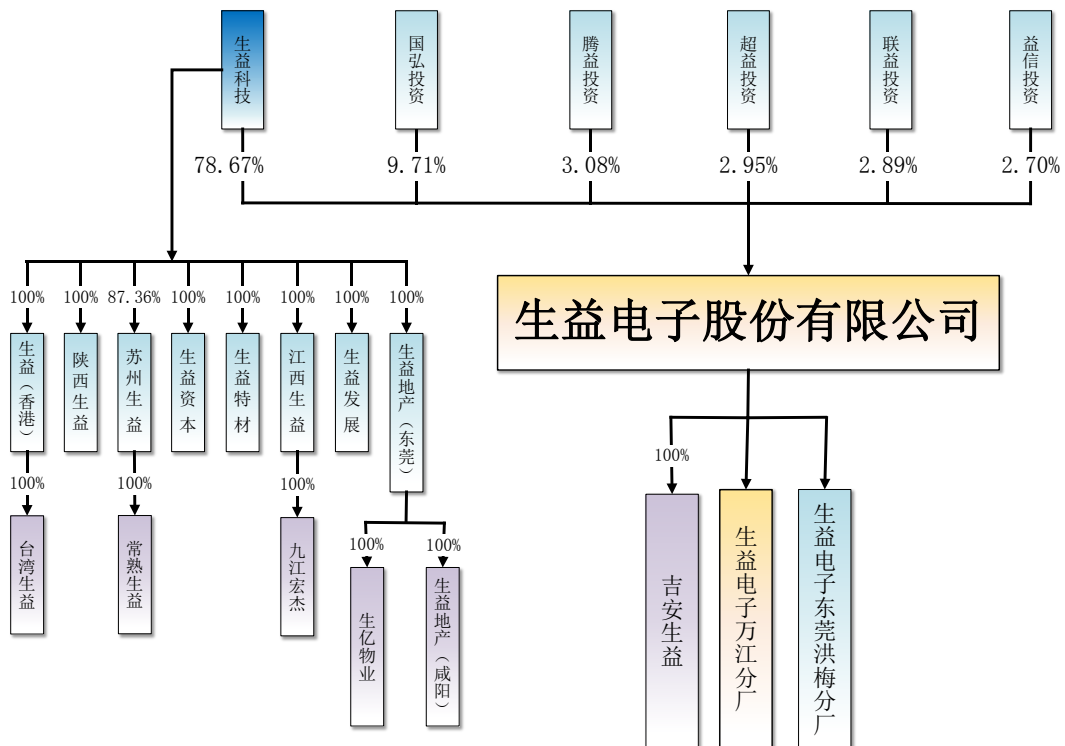 生益科技
国弘投资
腾益投资
超益投资
联益投资
益信投资
78.67%
9.71%
3.08%
2.95%
2.89%
2.70%
100%
100%
87.36%
100%
100%
100%
100%
100%
生益电子股份有限公司
生益（香港）
陕西生益
苏州生益
生益资本
生益特材
江西生益
生益发展
生益地产（东莞）
100%
100%
100%
100%
台湾生益
常熟生益
九江宏杰
100%
100%
生亿物业
生益地产（咸阳）
吉安生益
生益电子万江分厂
生益电子东莞洪梅分厂